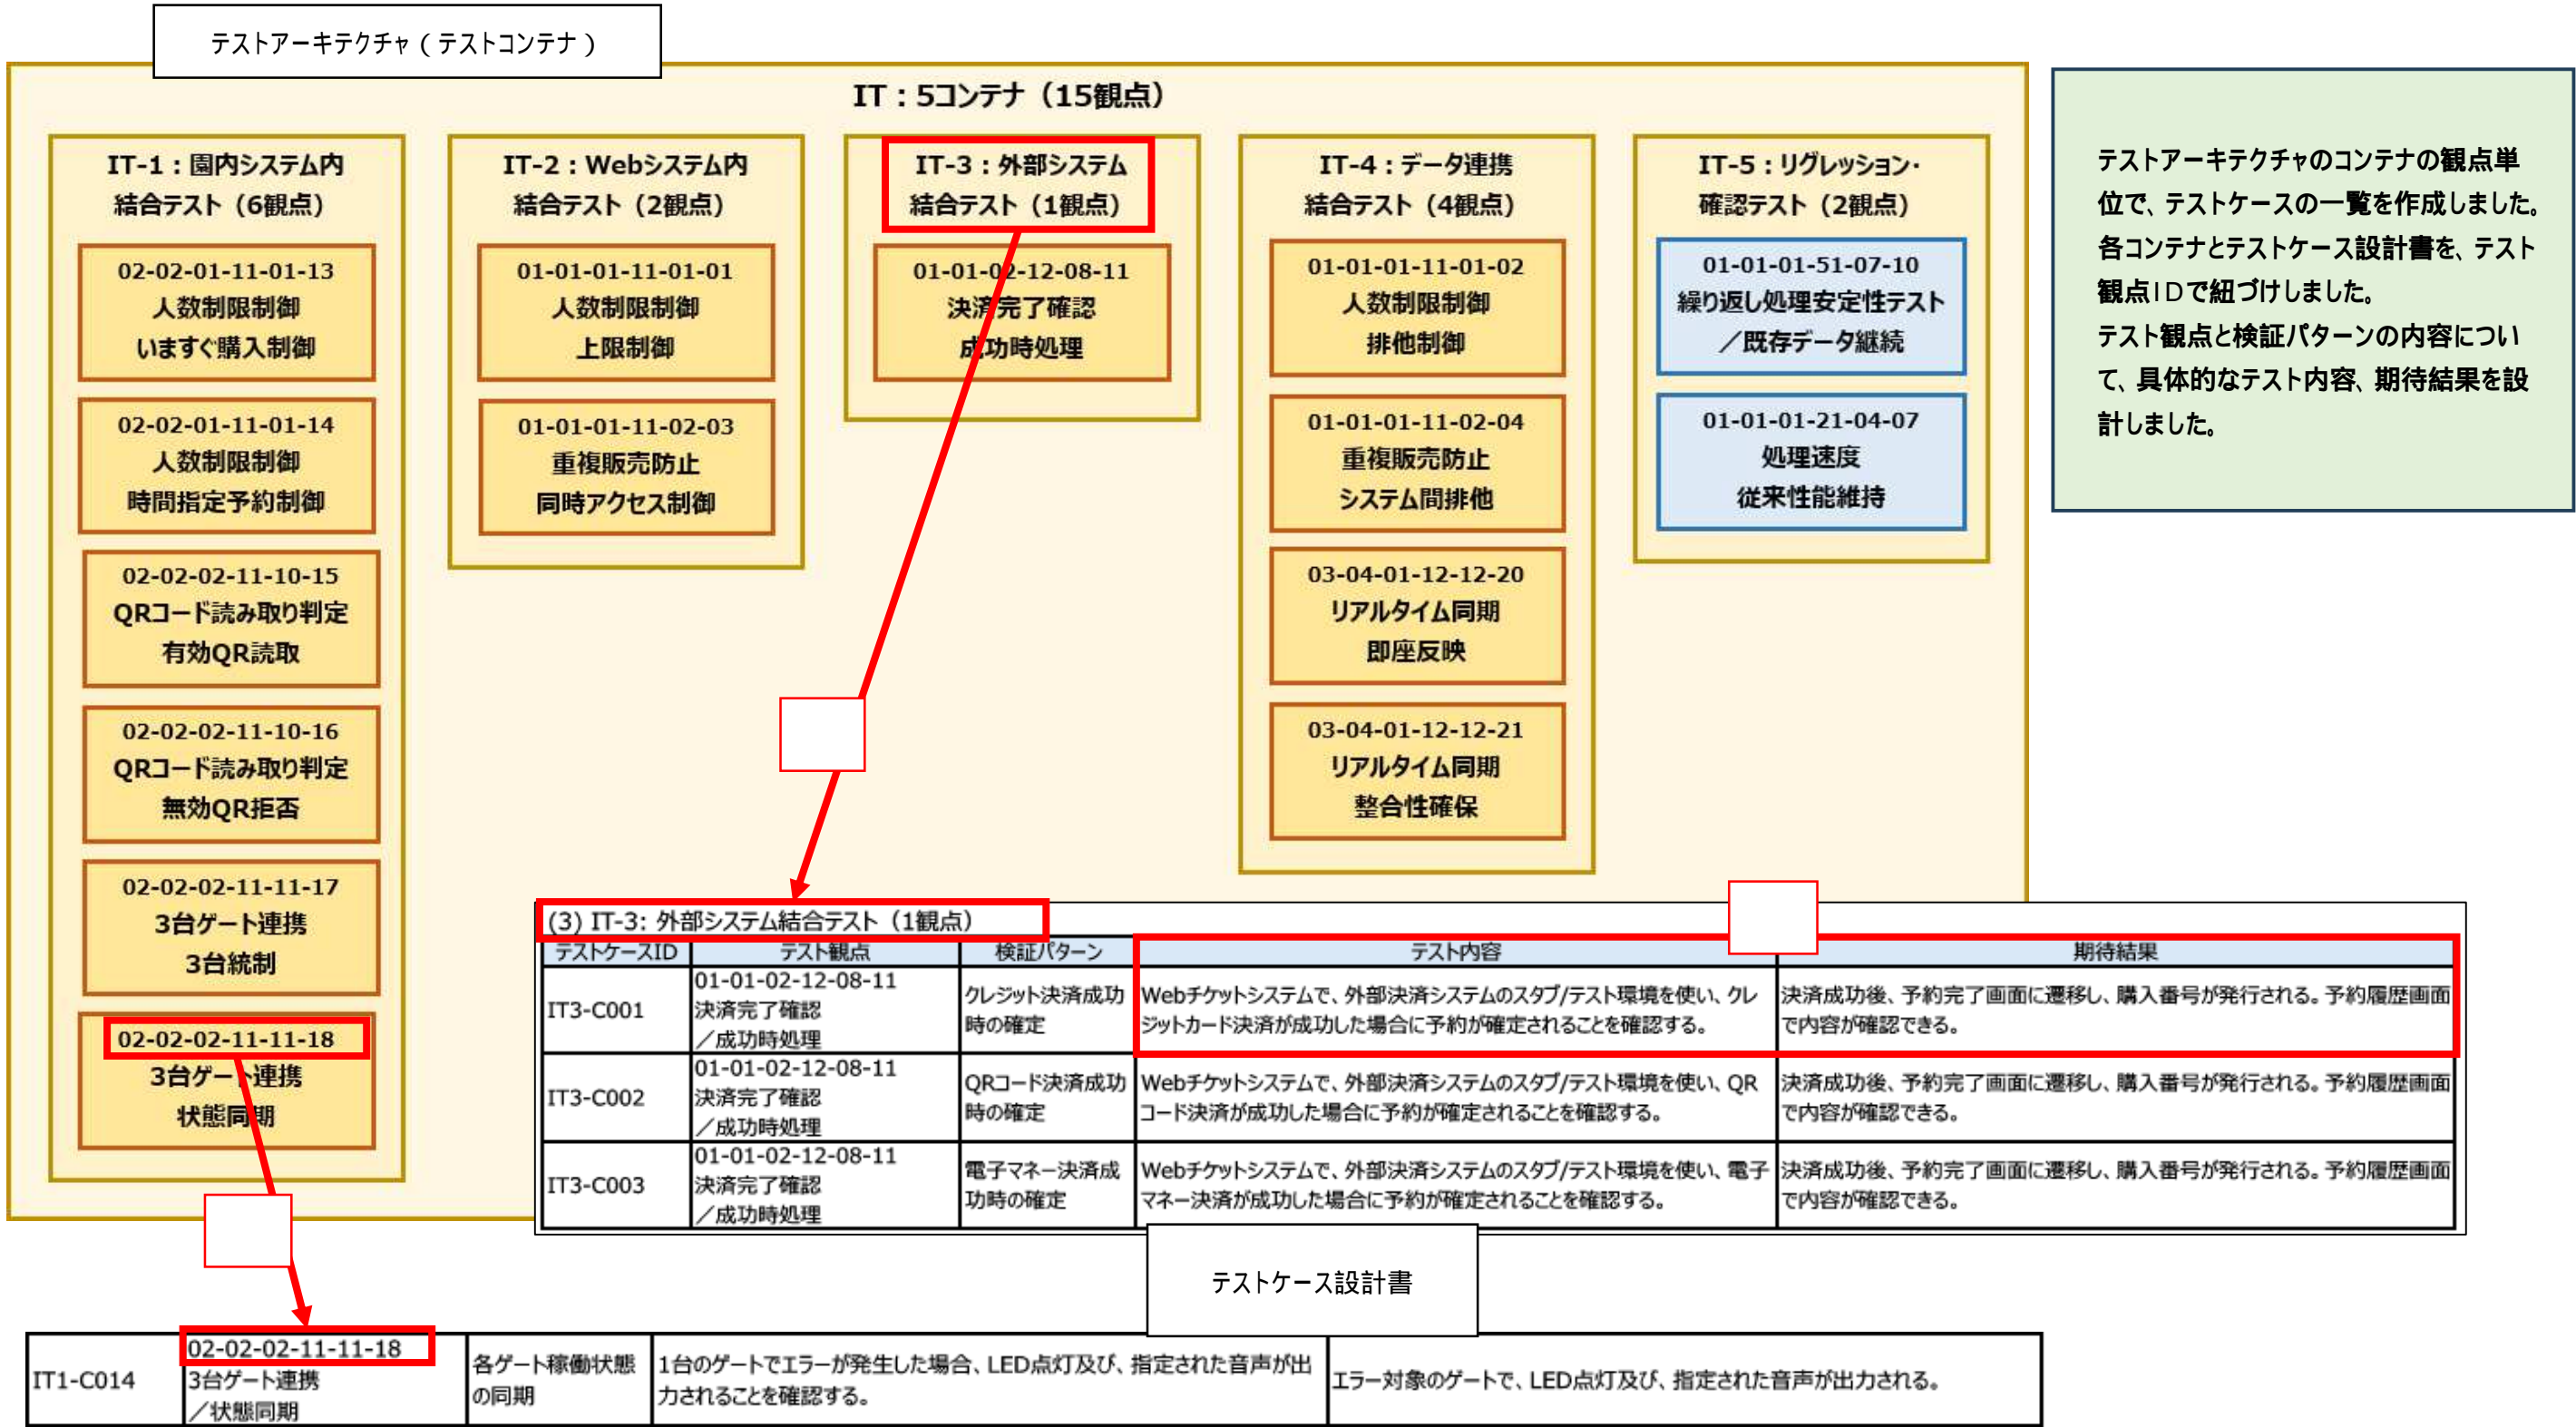 テストアーキテクチャ(テストコンテナ)
IT:5コンテナ(15観点)
IT-1:園内システム内
結合テスト(6観点)
02-02-01-11-01-13
人数制限制御
いますぐ購入制御
02-02-01-11-01-14
人数制限制御
時間指定予約制御
02-02-02-11-10-15
QRコード読み取り判定
有効QR読取
02-02-02-11-10-16
QRコード読み取り判定
無効QR拒否
02-02-02-11-11-17
3台ゲート連携
3台統制
02-02-02-11-11-18
3台ゲート連携
状態同期
IT-2:Webシステム内
結合テスト(2観点)
01-01-01-11-01-01
人数制限制御
上限制御
01-01-01-11-02-03
重複販売防止
同時アクセス制御
IT-3:外部システム
結合テスト(1観点)
01-01-02-12-08-11
決済完了確認
成功時処理
IT-4:データ連携
結合テスト(4観点)
01-01-01-11-01-02
人数制限制御
排他制御
01-01-01-11-02-04
重複販売防止
システム間排他
03-04-01-12-12-20
リアルタイム同期
即座反映
03-04-01-12-12-21
リアルタイム同期
整合性確保
IT-5:リグレッション・
確認テスト(2観点)
01-01-01-51-07-10
繰り返し処理安定性テスト
/既存データ継続
01-01-01-21-04-07
処理速度
従来性能維持
テストアーキテクチャのコンテナの観点単
位で、テストケースの一覧を作成しました。
各コンテナとテストケース設計書を、テスト
観点IDで紐づけしました。
テスト観点と検証パターンの内容につい
て、具体的なテスト内容、期待結果を設
計しました。
(3) IT-3: 外部システム結合テスト(1観点)
テストケースID テスト観点 検証パターン テスト内容 期待結果
IT3-C001
01-01-02-12-08-11
決済完了確認
/成功時処理
クレジット決済成功
時の確定
Webチケットシステムで、外部決済システムのスタブ/テスト環境を使い、クレ
ジットカード決済が成功した場合に予約が確定されることを確認する。
決済成功後、予約完了画面に遷移し、購入番号が発行される。予約履歴画面
で内容が確認できる。
IT3-C002
01-01-02-12-08-11
決済完了確認
/成功時処理
QRコード決済成功
時の確定
Webチケットシステムで、外部決済システムのスタブ/テスト環境を使い、QR
コード決済が成功した場合に予約が確定されることを確認する。
決済成功後、予約完了画面に遷移し、購入番号が発行される。予約履歴画面
で内容が確認できる。
IT3-C003
01-01-02-12-08-11
決済完了確認
/成功時処理
電子マネー決済成
功時の確定
Webチケットシステムで、外部決済システムのスタブ/テスト環境を使い、電子
マネー決済が成功した場合に予約が確定されることを確認する。
決済成功後、予約完了画面に遷移し、購入番号が発行される。予約履歴画面
で内容が確認できる。
テストケース設計書
IT1-C014
02-02-02-11-11-18
3台ゲート連携
/状態同期
各ゲート稼働状態
の同期
1台のゲートでエラーが発生した場合、LED点灯及び、指定された音声が出
力されることを確認する。
エラー対象のゲートで、LED点灯及び、指定された音声が出力される。